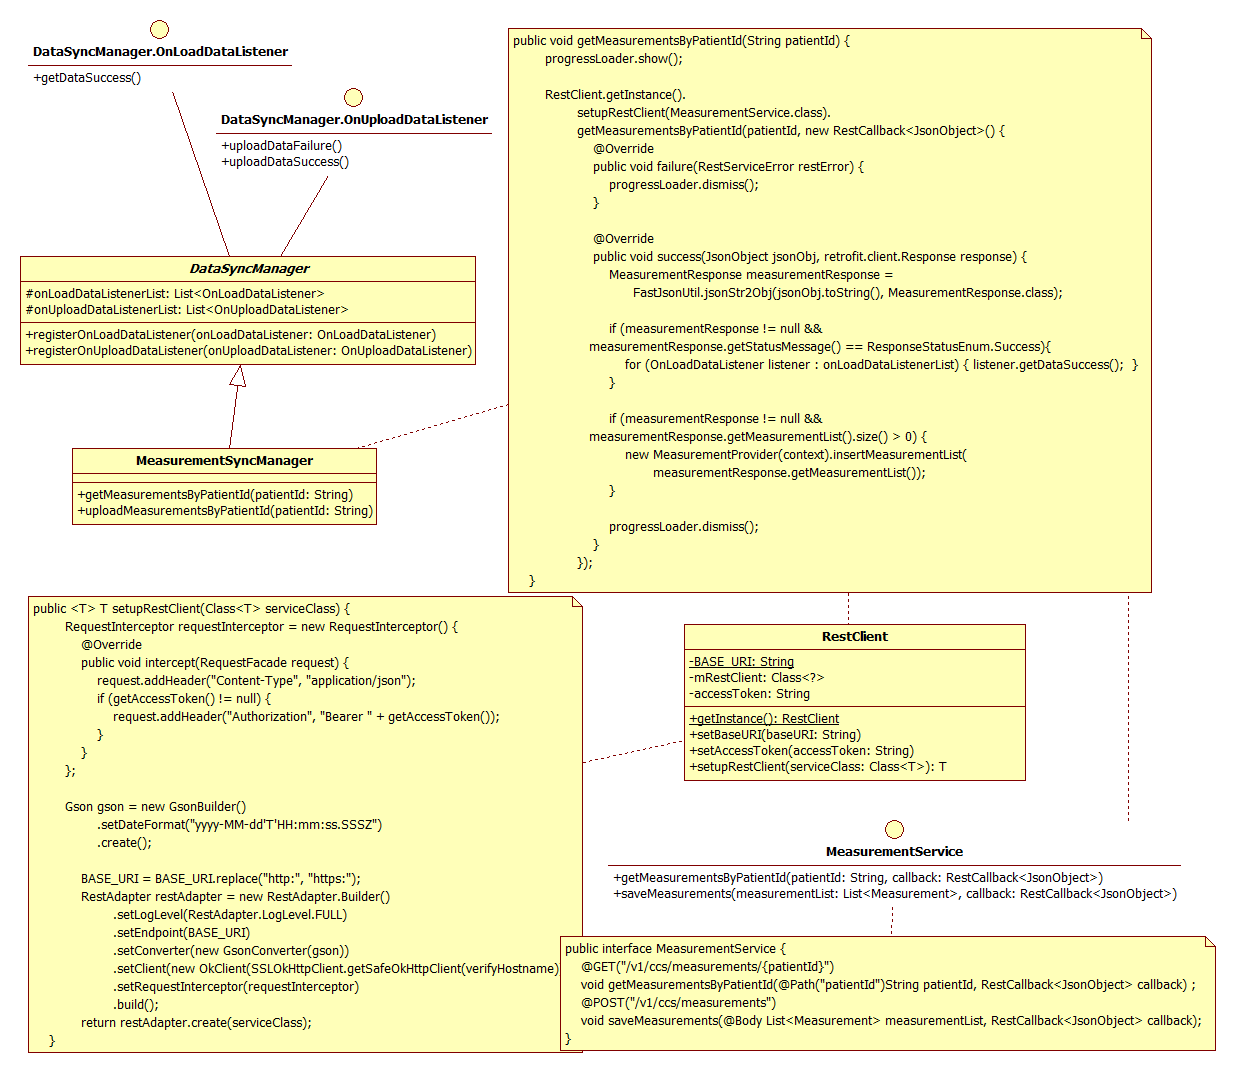 DataSyncManager.OnLoadDataListener
+getDataSuccess()
DataSyncManager.OnUploadDataListener
+uploadDataFailure()
+uploadDataSuccess()
DataSyncManager
#onLoadDataListenerList: List<OnLoadDataListener>
#onUploadDataListenerList: List<OnUploadDataListener>
+registerOnLoadDataListener(onLoadDataListener: OnLoadDataListener)
+registerOnUploadDataListener(onUploadDataListener: OnUploadDataListener)
MeasurementSyncManager
+getMeasurementsByPatientId(patientId: String)
+uploadMeasurementsByPatientId(patientId: String)
public void getMeasurementsByPatientId(String patientId) {
progressLoader.show();
RestClient.getInstance().
setupRestClient(MeasurementService.class).
getMeasurementsByPatientId(patientId, new RestCallback<JsonObject>() {
@Override
public void failure(RestServiceError restError) {
progressLoader.dismiss();
}
@Override
public void success(JsonObject jsonObj, retrofit.client.Response response) {
MeasurementResponse measurementResponse =
FastJsonUtil.jsonStr2Obj(jsonObj.toString(), MeasurementResponse.class);
if (measurementResponse != null &&
measurementResponse.getStatusMessage() == ResponseStatusEnum.Success){
for (OnLoadDataListener listener : onLoadDataListenerList) { listener.getDataSuccess(); }
}
if (measurementResponse != null &&
measurementResponse.getMeasurementList().size() > 0) {
new MeasurementProvider(context).insertMeasurementList(
measurementResponse.getMeasurementList());
}
progressLoader.dismiss();
}
});
}
public <T> T setupRestClient(Class<T> serviceClass) {
RequestInterceptor requestInterceptor = new RequestInterceptor() {
@Override
public void intercept(RequestFacade request) {
request.addHeader("Content-Type", "application/json");
if (getAccessToken() != null) {
request.addHeader("Authorization", "Bearer " + getAccessToken());
}
}
};
Gson gson = new GsonBuilder()
.setDateFormat("yyyy-MM-dd'T'HH:mm:ss.SSSZ")
.create();
BASE_URI = BASE_URI.replace("http:", "https:");
RestAdapter restAdapter = new RestAdapter.Builder()
.setLogLevel(RestAdapter.LogLevel.FULL)
.setEndpoint(BASE_URI)
.setConverter(new GsonConverter(gson))
.setClient(new OkClient(SSLOkHttpClient.getSafeOkHttpClient(verifyHostname)
.setRequestInterceptor(requestInterceptor)
.build();
return restAdapter.create(serviceClass);
}
RestClient
-BASE_URI: String
-mRestClient: Class<?>
-accessToken: String
+getInstance(): RestClient
+setBaseURI(baseURI: String)
+setAccessToken(accessToken: String)
+setupRestClient(serviceClass: Class<T>): T
MeasurementService
+getMeasurementsByPatientId(patientId: String, callback: RestCallback<JsonObject>)
+saveMeasurements(measurementList: List<Measurement>, callback: RestCallback<JsonObject>)
public interface MeasurementService {
@GET("/v1/ccs/measurements/{patientId}")
void getMeasurementsByPatientId(@Path("patientId")String patientId, RestCallback<JsonObject> callback) ;
@POST("/v1/ccs/measurements")
void saveMeasurements(@Body List<Measurement> measurementList, RestCallback<JsonObject> callback);
}